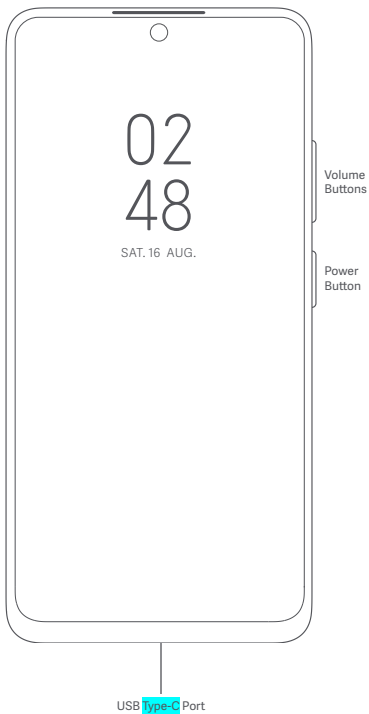 02
48
SAT. 16 AUG.
Volume
Buttons
Power
Button
USB Type-C Port